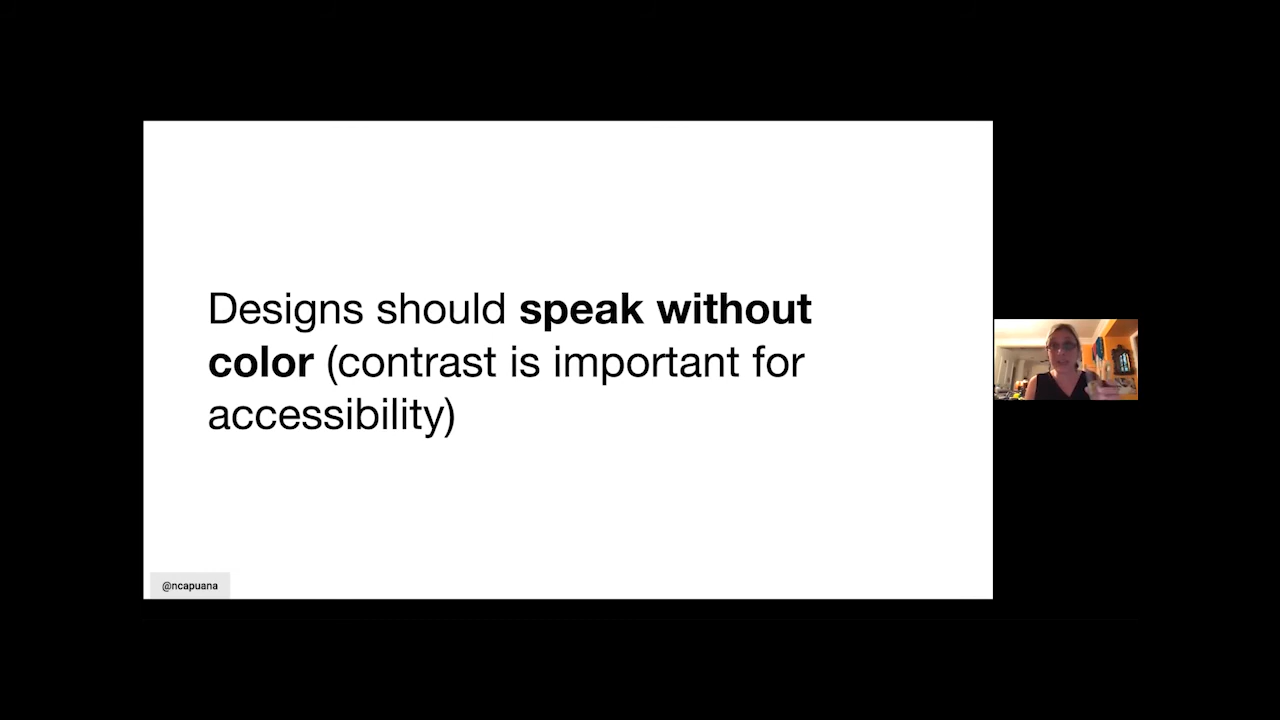 Designs should speak without
color (contrast is important for
accessibility)
@ncapuana